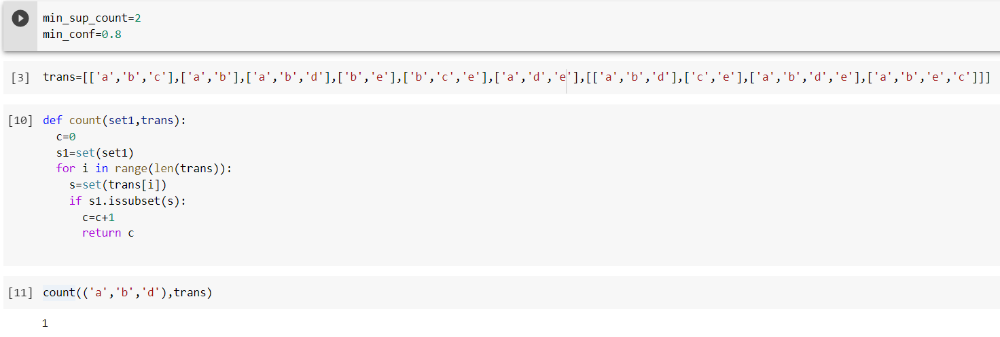 min_sup_count=2
min_conf=0.8
[3] trans=[['a','b','c'],['a','b'],['a','b','d'],['b','e'],['b','c','e'],['a','d','e'],[['a','b','d'],['c','e'],['a','b','d','e'],['a','b','e','c']]]
[10] def count(set1,trans):
c=0
s1=set(set1)
for i in range(len(trans)):
s=set(trans[i])
if s1.issubset(s):
c=c+1
return c
[11] count(('a','b','d'),trans)
1